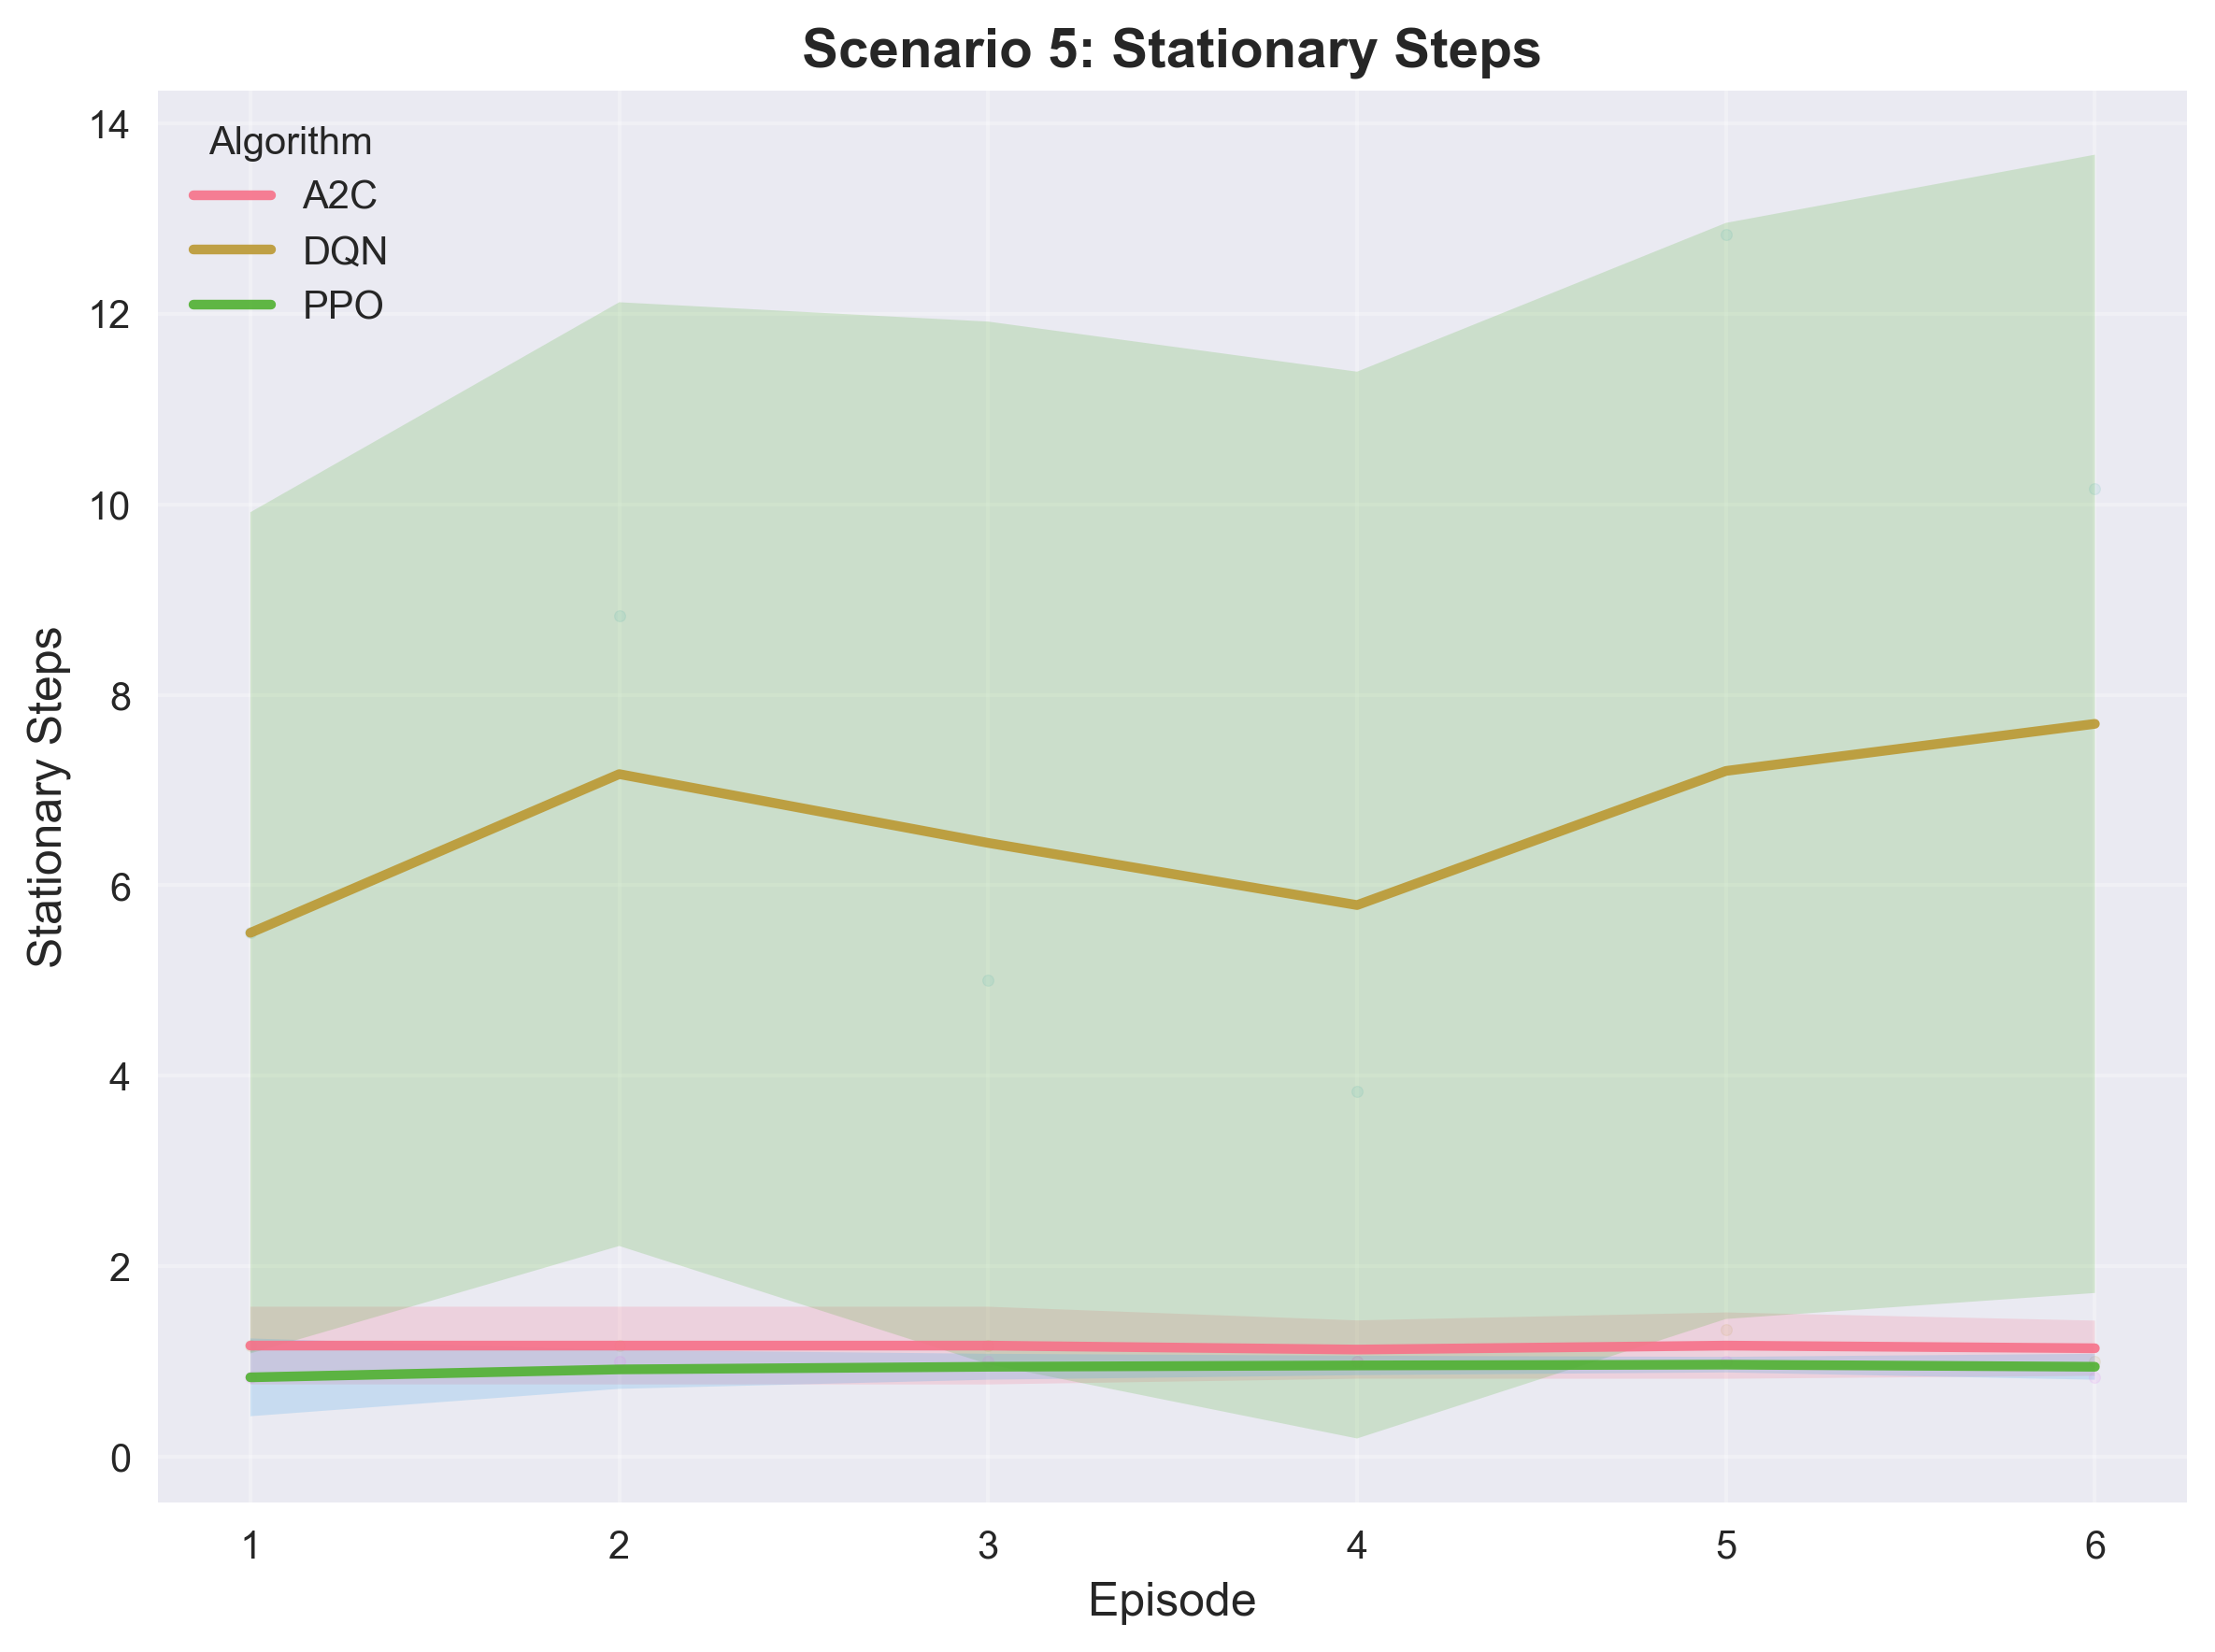 Scenario 5: Stationary Steps
Algorithm
A2C
DQN
PPO
Stationary Steps
14
12
10
8
6
4
2
0
1 2 3 4 5 6
Episode